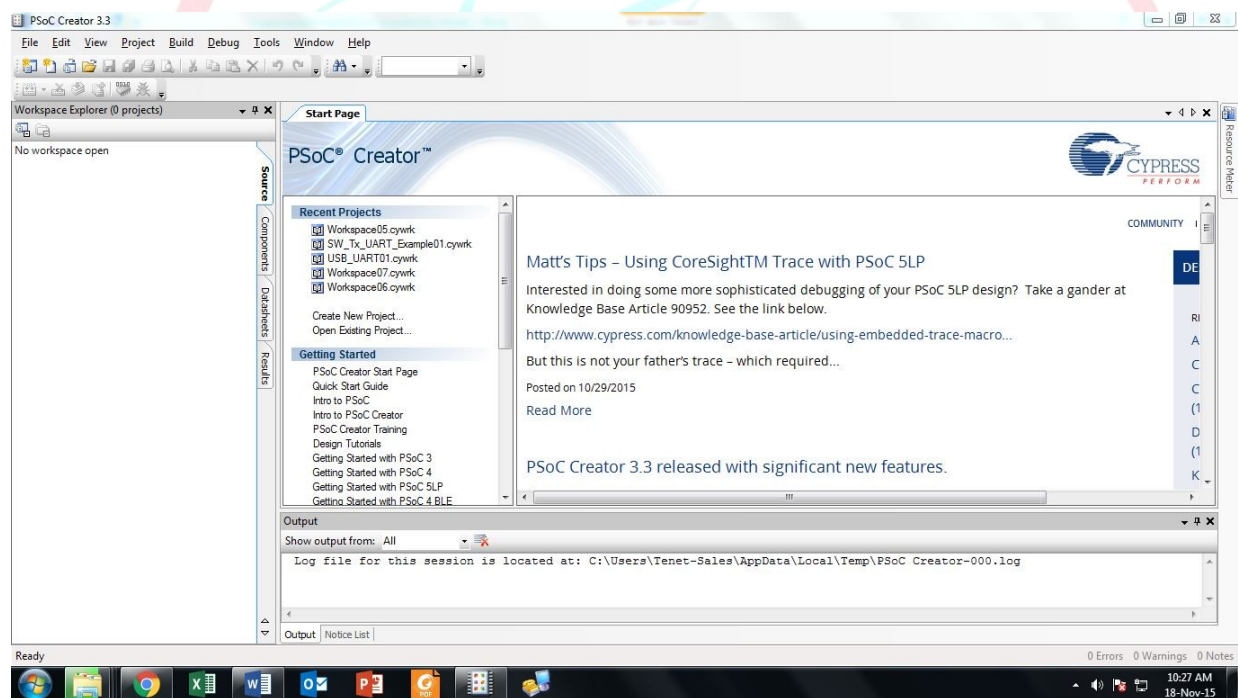 PSoC Creator 3.3
File Edit View Project Build Debug Tools Window Help
Workspace Explorer (0 projects)
No workspace open
Source
Components
Datasheets
Results
Start Page
PSoC® Creator™
CYPRESS
PERFORM
Recent Projects
Workspace05.cywrk
SW_Tx_UART_Example01.cywrk
USB_UART01.cywrk
Workspace07.cywrk
Workspace06.cywrk
Create New Project...
Open Existing Project...
Getting Started
PSoC Creator Start Page
Quick Start Guide
Intro to PSoC
Intro to PSoC Creator
PSoC Creator Training
Design Tutorials
Getting Started with PSoC 3
Getting Started with PSoC 4
Getting Started with PSoC 5LP
Getting Started with PSoC 4 BLE
COMMUNITY
Matt's Tips – Using CoreSightTM Trace with PSoC 5LP
Interested in doing some more sophisticated debugging of your PSoC 5LP design? Take a gander at
Knowledge Base Article 90952. See the link below.
http://www.cypress.com/knowledge-base-article/using-embedded-trace-macro...
But this is not your father's trace – which required...
Posted on 10/29/2015
Read More
PSoC Creator 3.3 released with significant new features.
DE
RI
A
C
C
(1
D
(1
K
Resource Meter
Output
Show output from: All
Log file for this session is located at: C:\Users\Tenet-Sales\AppData\Local\Temp\PSoC Creator-000.log
Output Notice List
Ready
0 Errors 0 Warnings 0 Notes
10:27 AM
18-Nov-15